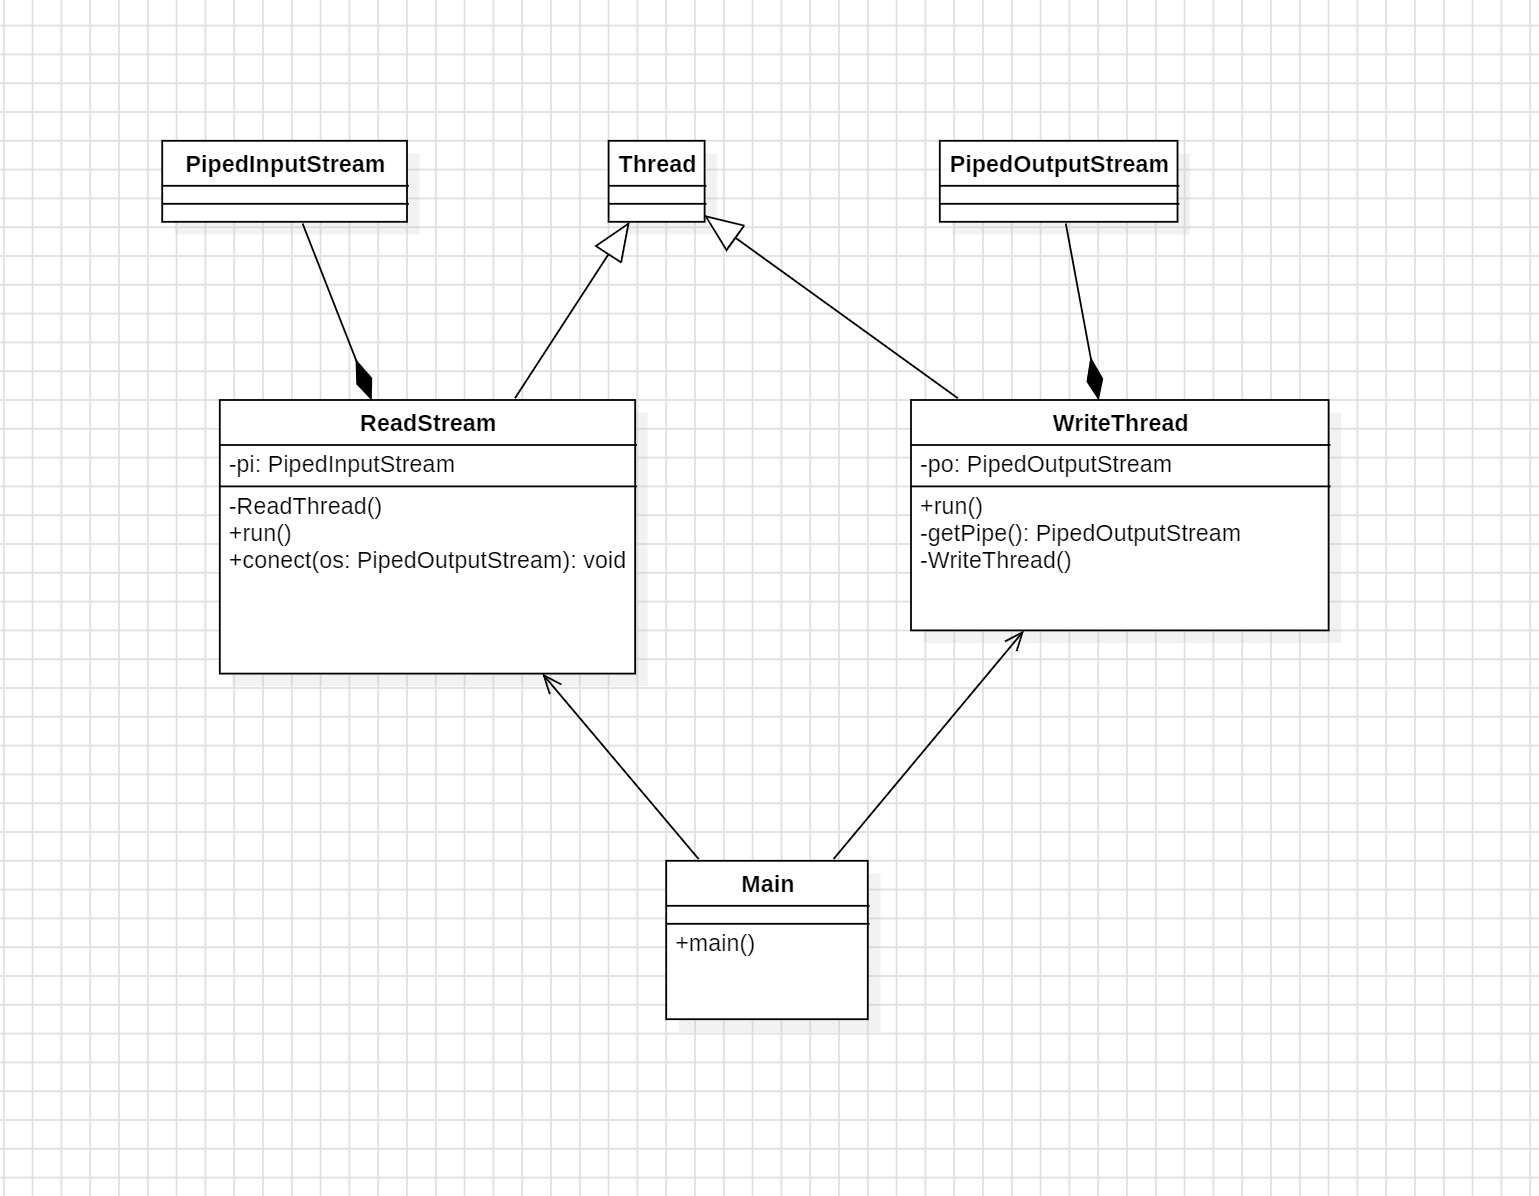 PipedInputStream
Thread
PipedOutputStream
ReadStream
-pi: PipedInputStream
-ReadThread()
+run()
+conect(os: PipedOutputStream): void
WriteThread
-po: PipedOutputStream
+run()
-getPipe(): PipedOutputStream
-WriteThread()
Main
+main()